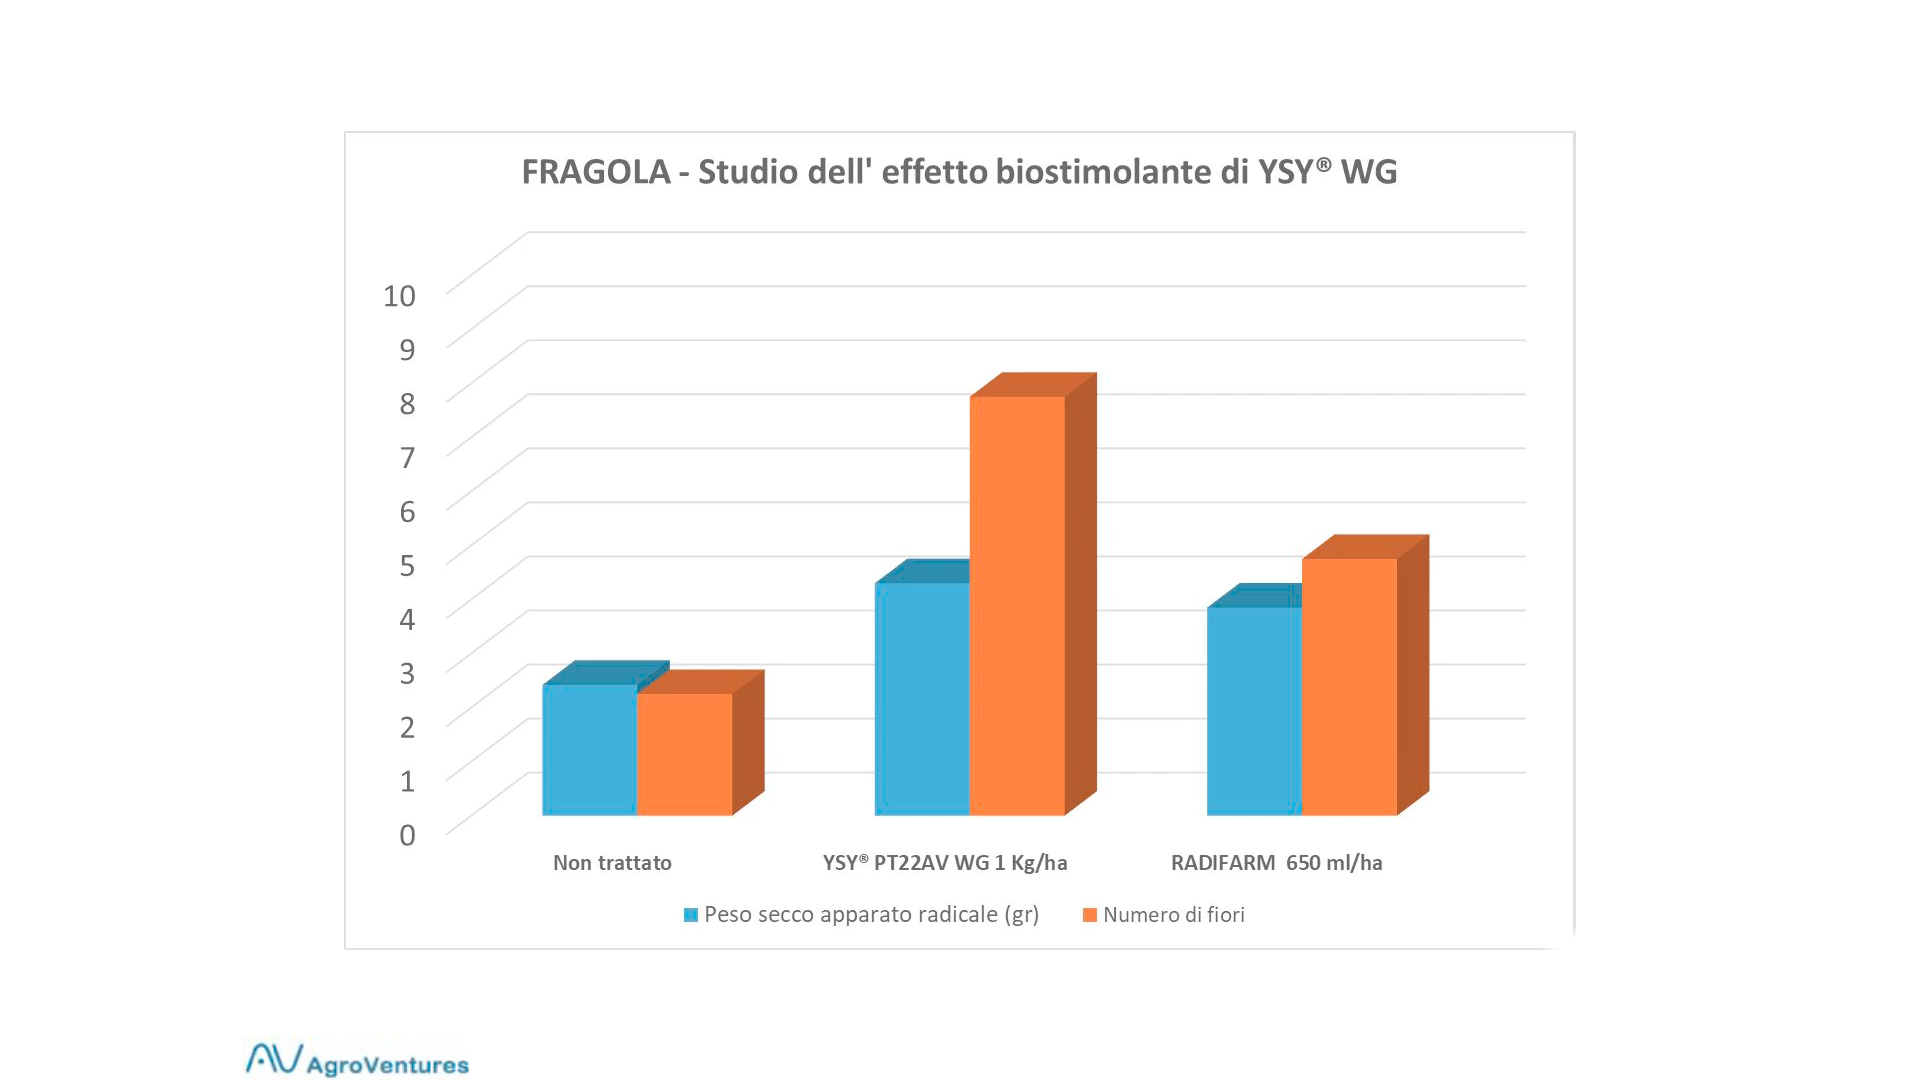 FRAGOLA - Studio dell' effetto biostimolante di YSY® WG
10
9
8
7
6
5
4
3
2
1
0
Non trattato
YSY® PT22AV WG 1 Kg/ha
RADIFARM 650 ml/ha
Peso secco apparato radicale (gr)
Numero di fiori
AV AgroVentures